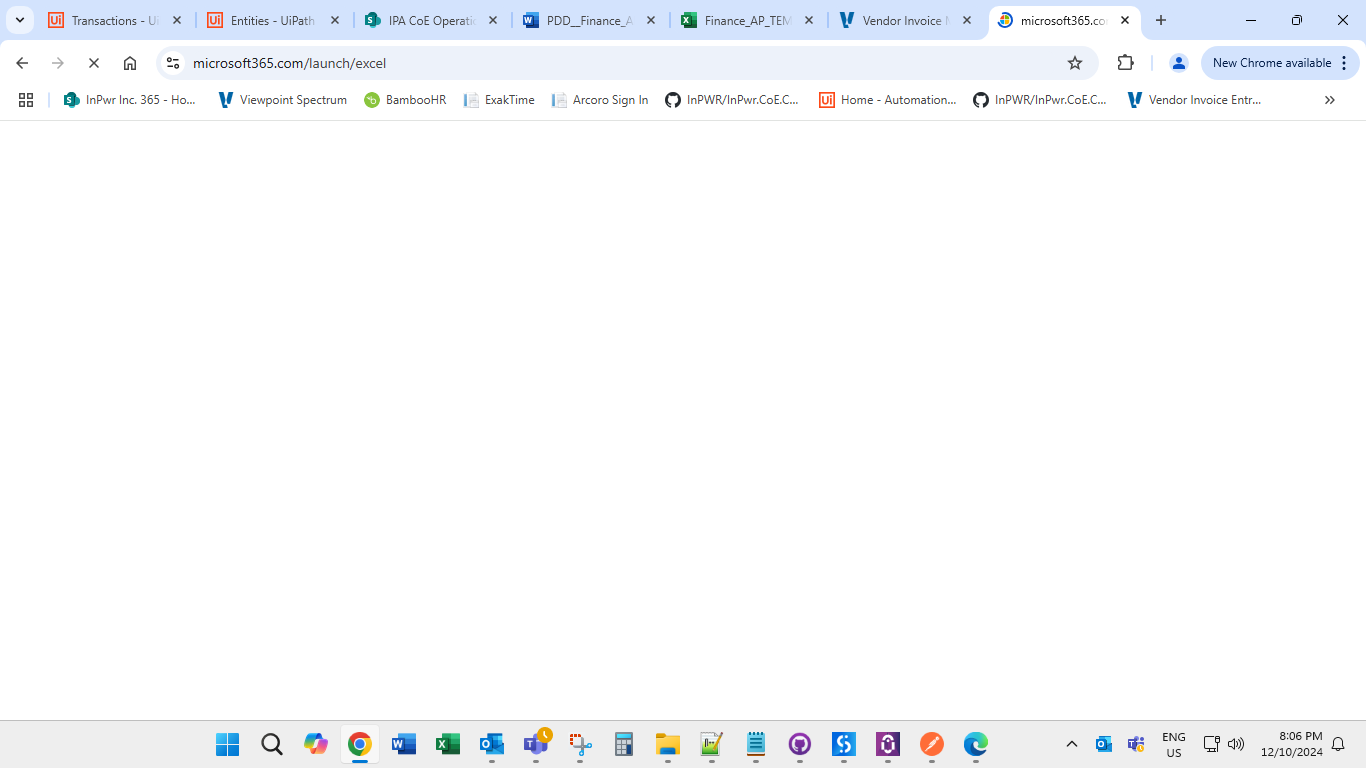 Transactions - Ui
Entities - UiPath
IPA CoE Operatio
PDD__Finance_A
Finance_AP_TEM
Vendor Invoice M
microsoft365.com
microsoft365.com/launch/excel
New Chrome available
InPwr Inc. 365 - Ho...
Viewpoint Spectrum
BambooHR
ExakTime
Arcoro Sign In
InPWR/InPwr.CoE.C...
Home - Automation...
InPWR/InPwr.CoE.C...
Vendor Invoice Entr...
ENG
US
8:06 PM
12/10/2024